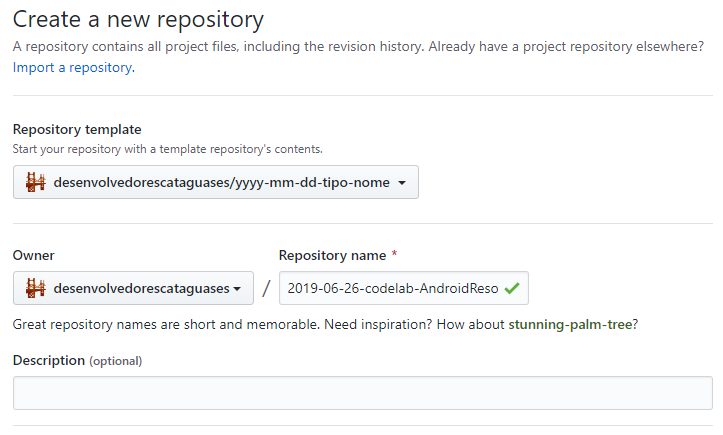 Create a new repository
A repository contains all project files, including the revision history. Already have a project repository elsewhere?
Import a repository.
Repository template
Start your repository with a template repository's contents.
desenvolvedorescataguases/yyyy-mm-dd-tipo-nome
Owner
Repository name *
desenvolvedorescataguases
/
2019-06-26-codelab-AndroidReso
Great repository names are short and memorable. Need inspiration? How about stunning-palm-tree?
Description (optional)